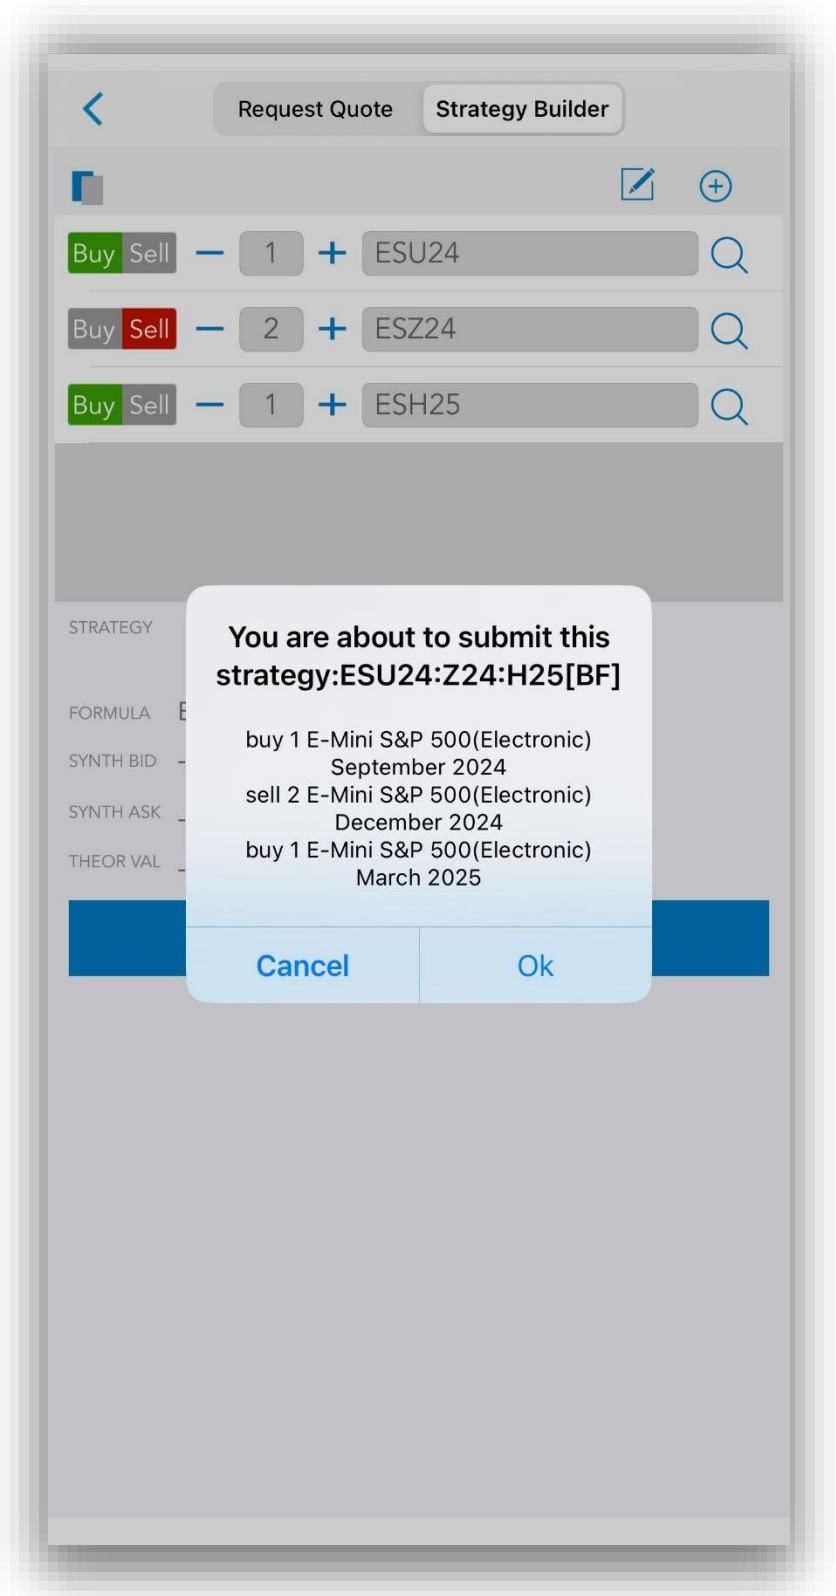 Request Quote Strategy Builder
Buy Sell 1 ESU24
Buy Sell 2 ESZ24
Buy Sell 1 ESH25
STRATEGY
FORMULA
SYNTH BID
SYNTH ASK
THEOR VAL
You are about to submit this
strategy:ESU24:Z24:H25[BF]
buy 1 E-Mini S&P 500(Electronic)
September 2024
sell 2 E-Mini S&P 500(Electronic)
December 2024
buy 1 E-Mini S&P 500(Electronic)
March 2025
Cancel Ok